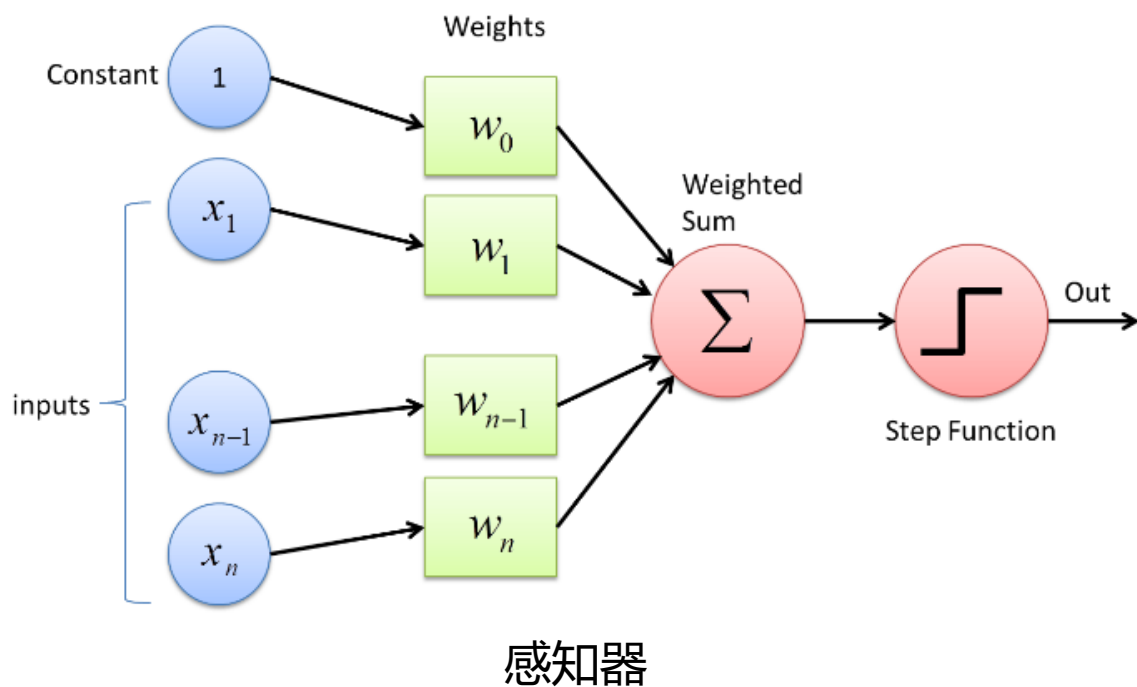 Weights
Constant
1
w₀
x₁
w₁
Weighted
Sum
Σ
Out
inputs
xₙ₋₁
wₙ₋₁
Step Function
xₙ
wₙ
感知器